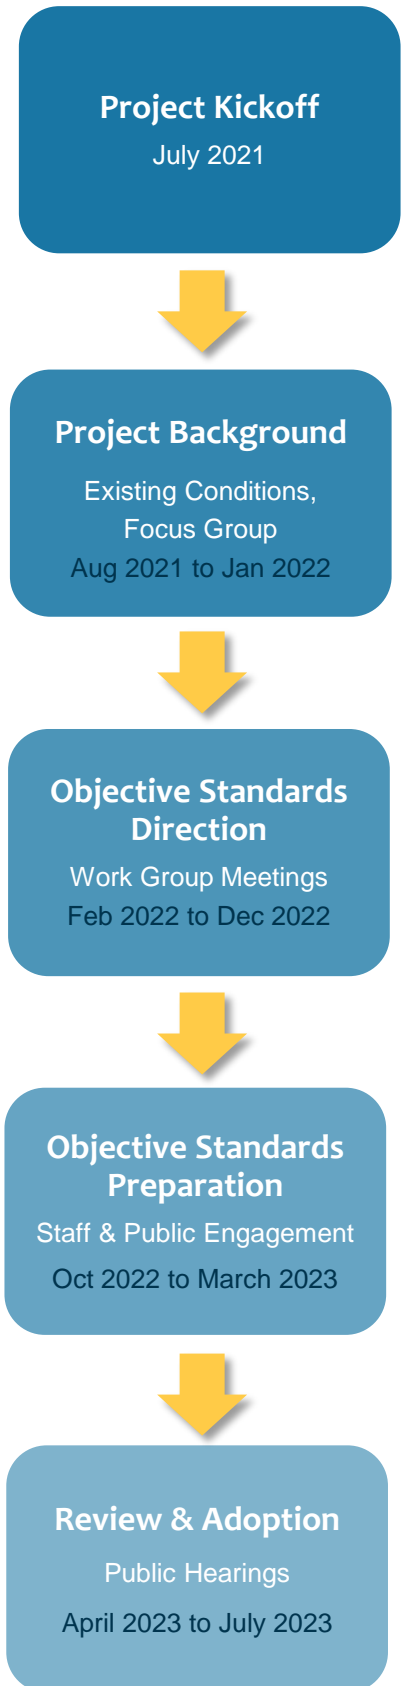 Project Kickoff
July 2021
Project Background
Existing Conditions,
Focus Group
Aug 2021 to Jan 2022
Objective Standards
Direction
Work Group Meetings
Feb 2022 to Dec 2022
Objective Standards
Preparation
Staff & Public Engagement
Oct 2022 to March 2023
Review & Adoption
Public Hearings
April 2023 to July 2023